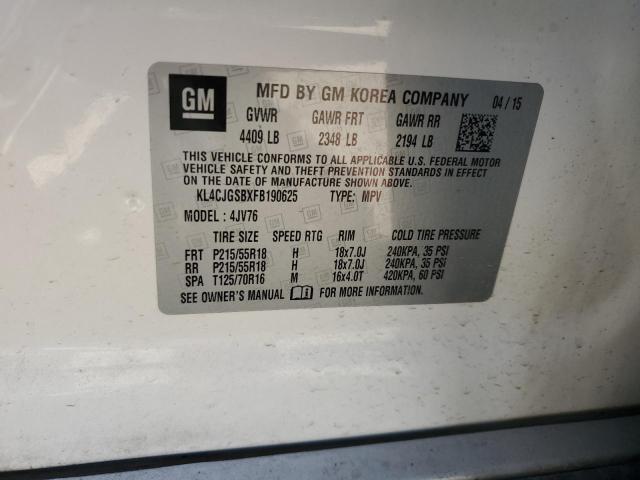 GM
MFD BY GM KOREA COMPANY 04/15
GVWR GAWR FRT GAWR RR
4409 LB 2348 LB 2194 LB
THIS VEHICLE CONFORMS TO ALL APPLICABLE U.S. FEDERAL MOTOR
VEHICLE SAFETY AND THEFT PREVENTION STANDARDS IN EFFECT ON THE DATE OF
MANUFACTURE SHOWN ABOVE.
KL4CJGSBXFB190625 TYPE: MPV
MODEL: 4JV76
TIRE SIZE SPEED RTG RIM COLD TIRE PRESSURE
FRT P215/55R18 H 18x7.0J 240KPA, 35 PSI
RR P215/55R18 H 18x7.0J 240KPA, 35 PSI
SPA T125/70R16 M 16x4.0T 420KPA, 60 PSI
SEE OWNER'S MANUAL FOR MORE INFORMATION.